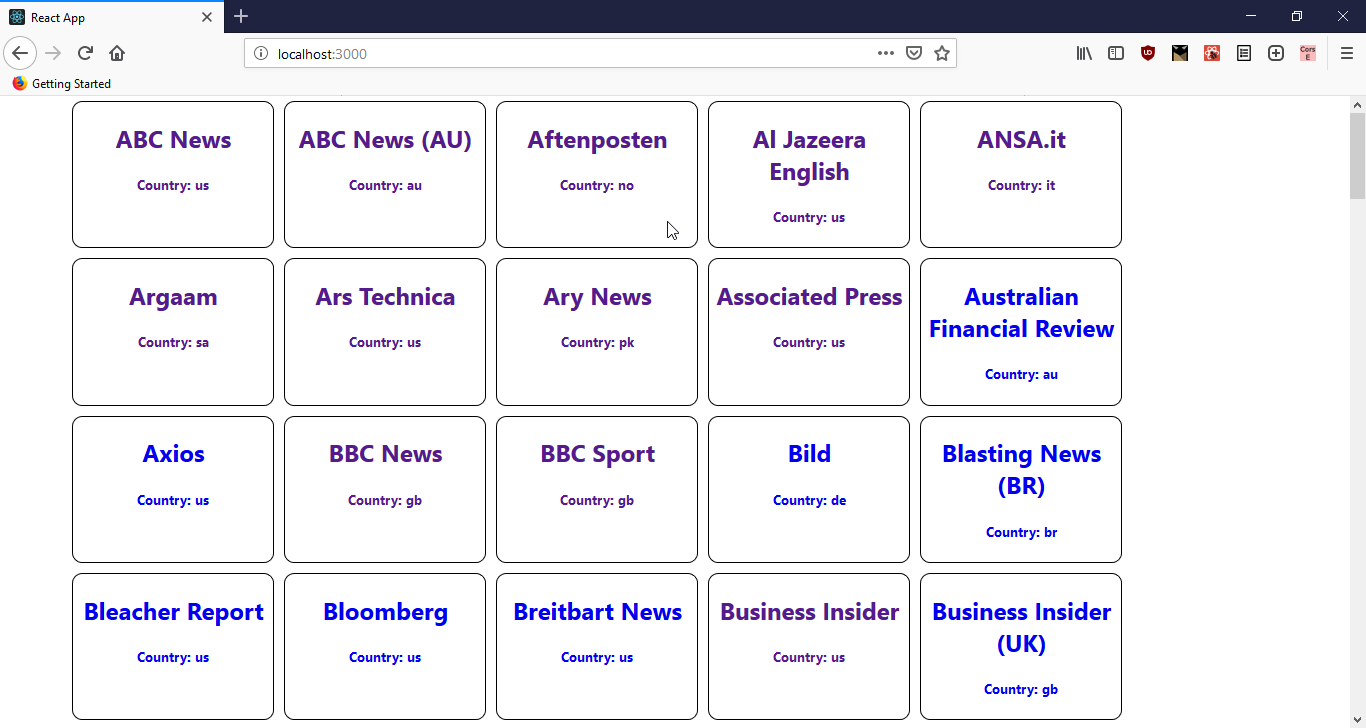 React App
localhost:3000
Getting Started
Cors
E
ABC News
Country: us
ABC News (AU)
Country: au
Aftenposten
Country: no
Al Jazeera
English
Country: us
ANSA.it
Country: it
Argaam
Country: sa
Ars Technica
Country: us
Ary News
Country: pk
Associated Press
Country: us
Australian
Financial Review
Country: au
Axios
Country: us
BBC News
Country: gb
BBC Sport
Country: gb
Bild
Country: de
Blasting News
(BR)
Country: br
Bleacher Report
Country: us
Bloomberg
Country: us
Breitbart News
Country: us
Business Insider
Country: us
Business Insider
(UK)
Country: gb